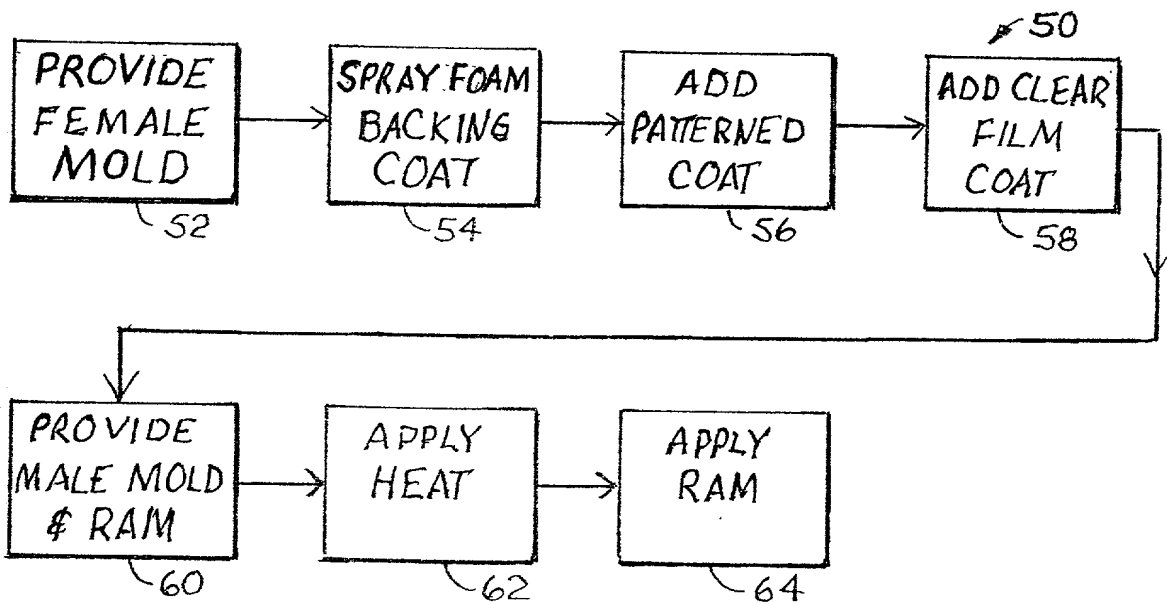 50
PROVIDE
FEMALE
MOLD
52
SPRAY FOAM
BACKING
COAT
54
ADD
PATTERNED
COAT
56
ADD CLEAR
FILM
COAT
58
PROVIDE
MALE MOLD
& RAM
60
APPLY
HEAT
62
APPLY
RAM
64